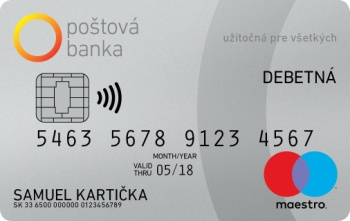 poštová
banka
užitočná pre všetkých
DEBETNÁ
5463 5678 9123 4567
MONTH/YEAR
VALID THRU 05/18
SAMUEL KARTIČKA
SK 33 6500 000000 0123456789
maestro